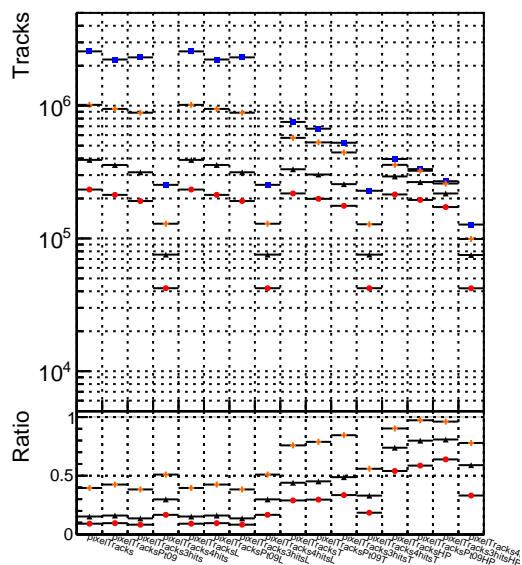 Tracks
10^6
10^5
10^4
Ratio
1
0.5
0
pixelTracks
pixelTracksPt09
pixelTracks3hits
pixelTracks4hits
pixelTracksL
pixelTracksPt09L
pixelTracks3hitsL
pixelTracks4hitsL
pixelTracksT
pixelTracksPt09T
pixelTracks3hitsT
pixelTracks4hitsT
pixelTracksHP
pixelTracksPt09HP
pixelTracks3hitsHP